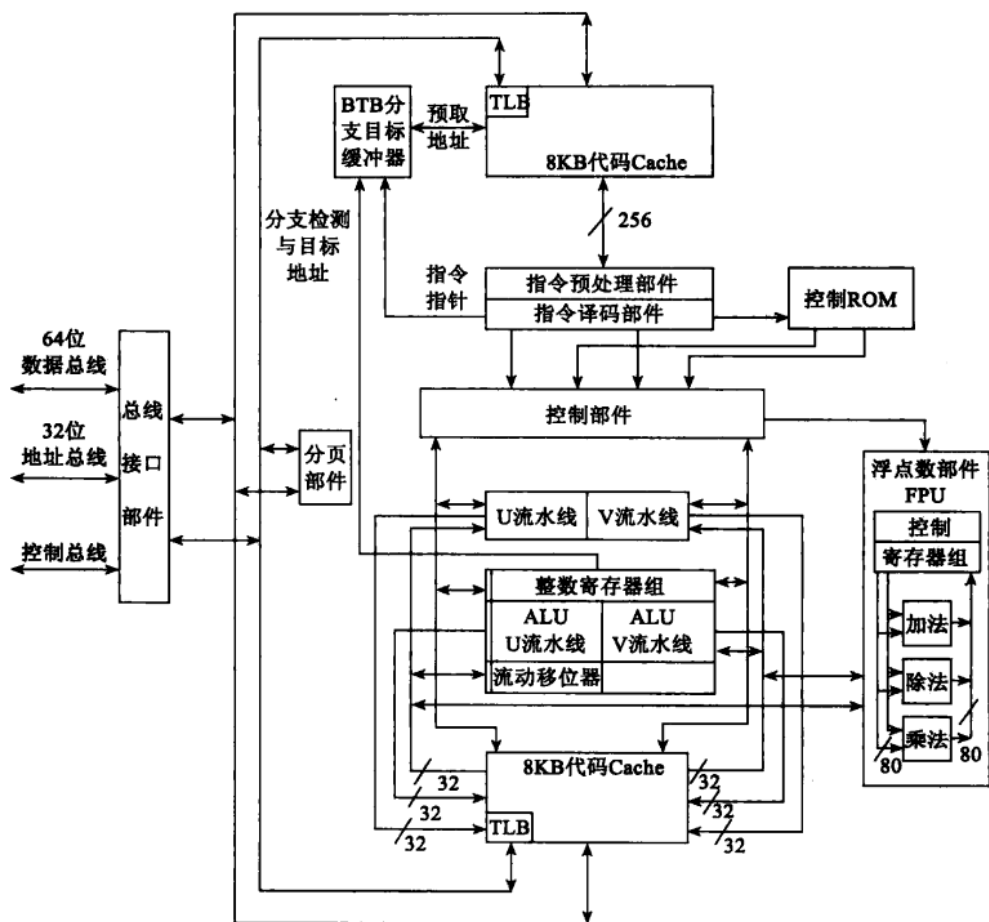 TLB
8KB代码Cache
BTB分
支目标
缓冲器
预取
地址
256
分支检测
与目标
地址
指令
指针
指令预处理部件
指令译码部件
控制ROM
64位
数据总线
32位
地址总线
控制总线
总线
接口
部件
分页
部件
控制部件
U流水线
V流水线
浮点数部件
FPU
控制
寄存器组
加法
除法
乘法
80
80
整数寄存器组
ALU
U流水线
ALU
V流水线
流动移位器
8KB代码Cache
TLB
32
32
32
32
32
32